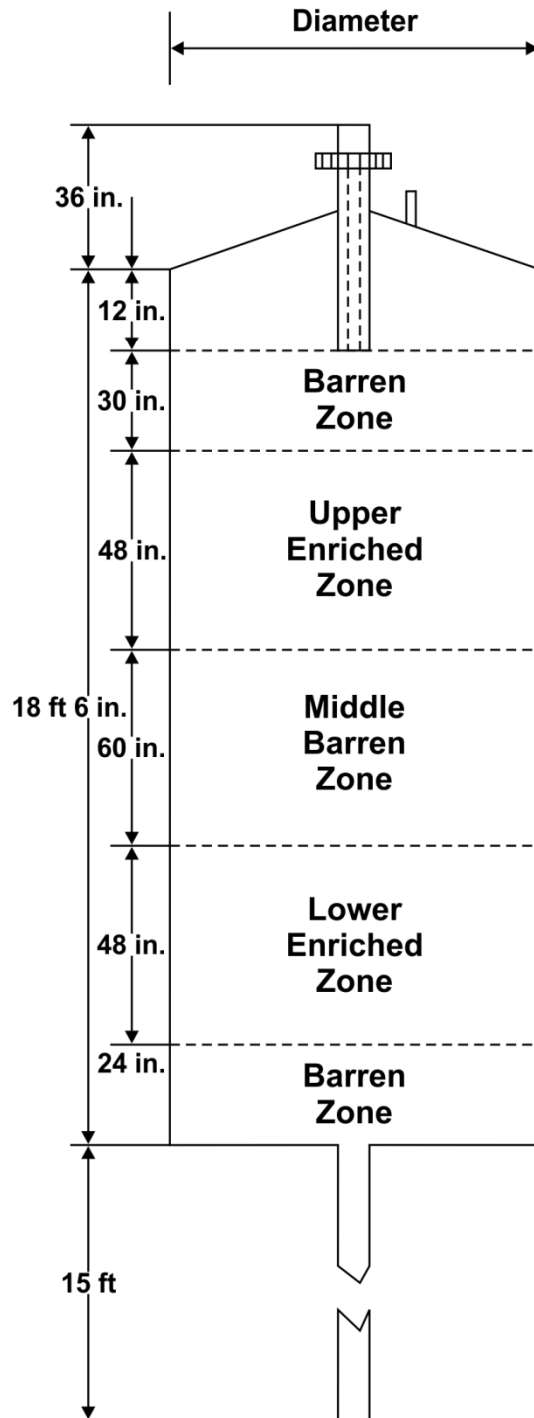 Diameter
36 in.
12 in.
30 in.
Barren
Zone
48 in.
Upper
Enriched
Zone
18 ft 6 in.
60 in.
Middle
Barren
Zone
48 in.
Lower
Enriched
Zone
24 in.
Barren
Zone
15 ft